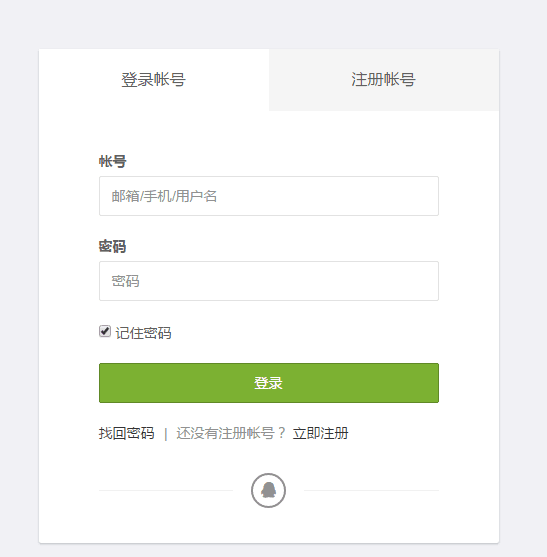 登录帐号 注册帐号
帐号
邮箱/手机/用户名
密码
密码
记住密码
登录
找回密码 | 还没有注册帐号？ 立即注册